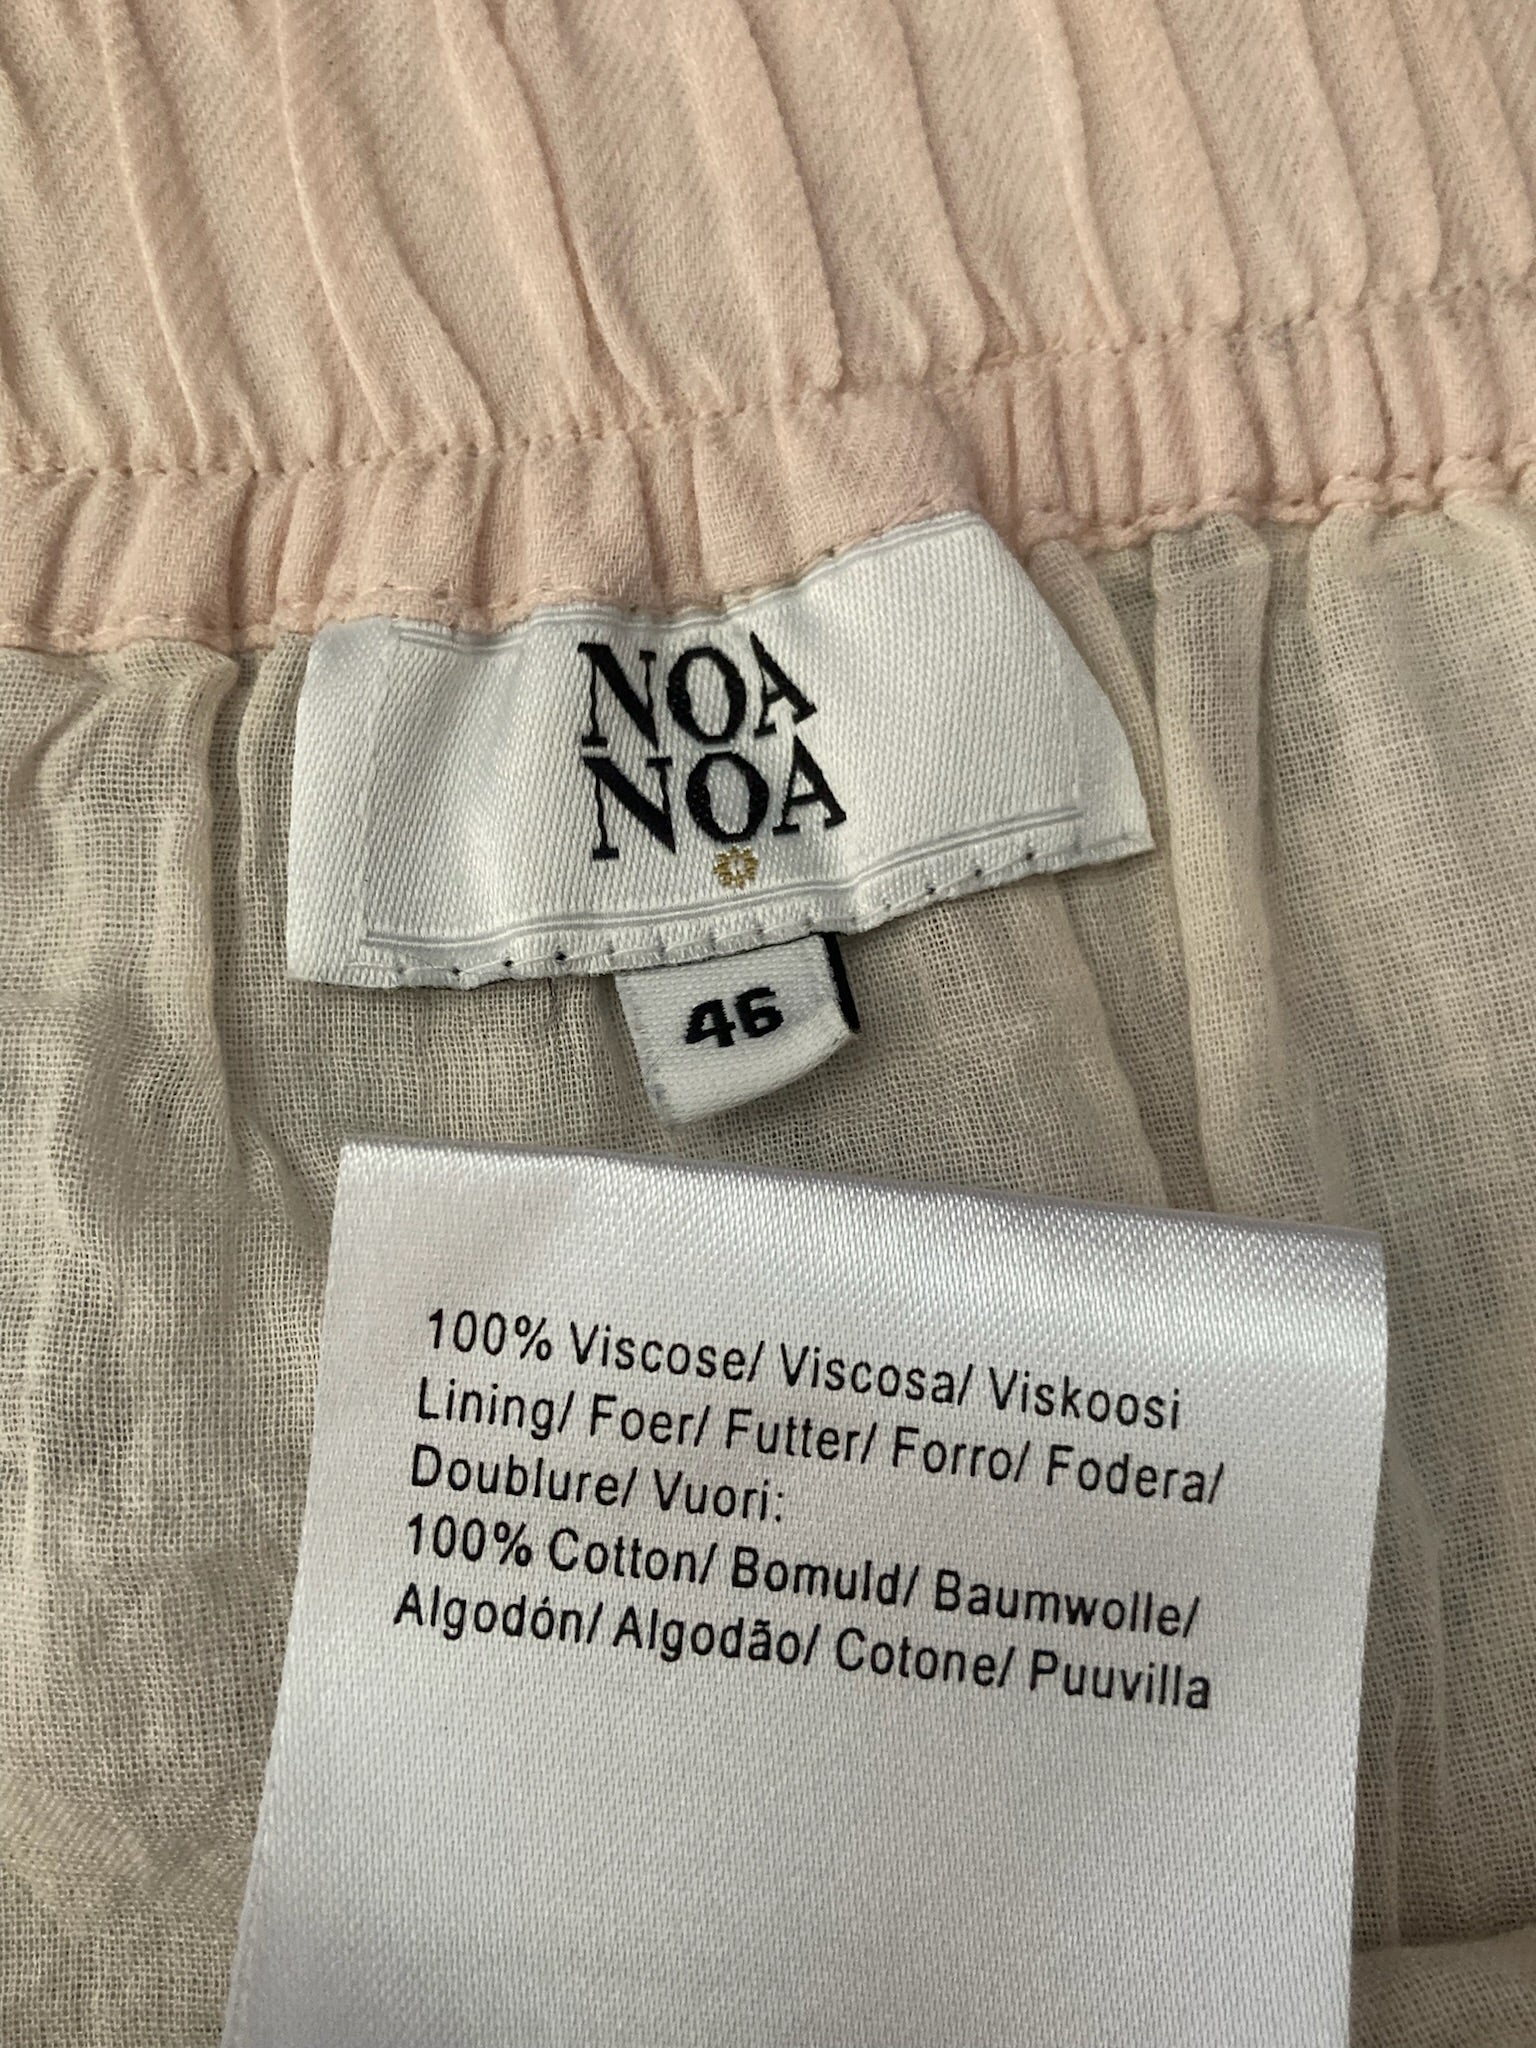 NOA
NOA
46
100% Viscose/ Viscosa/ Viskoosi
Lining/ Foer/ Futter/ Forro/ Fodera/
Doublure/ Vuori:
100% Cotton/ Bomuld/ Baumwolle/
Algodón/ Algodão/ Cotone/ Puuvilla